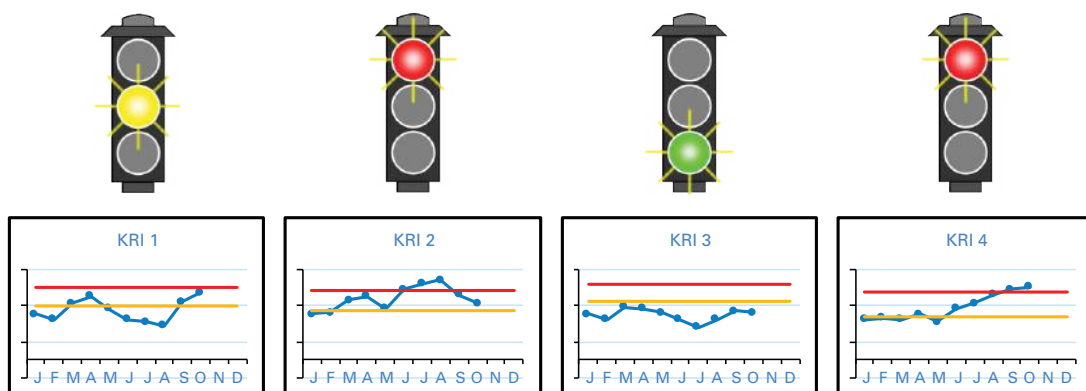 KRI 1
J F M A M J J A S O N D
KRI 2
J F M A M J J A S O N D
KRI 3
J F M A M J J A S O N D
KRI 4
J F M A M J J A S O N D